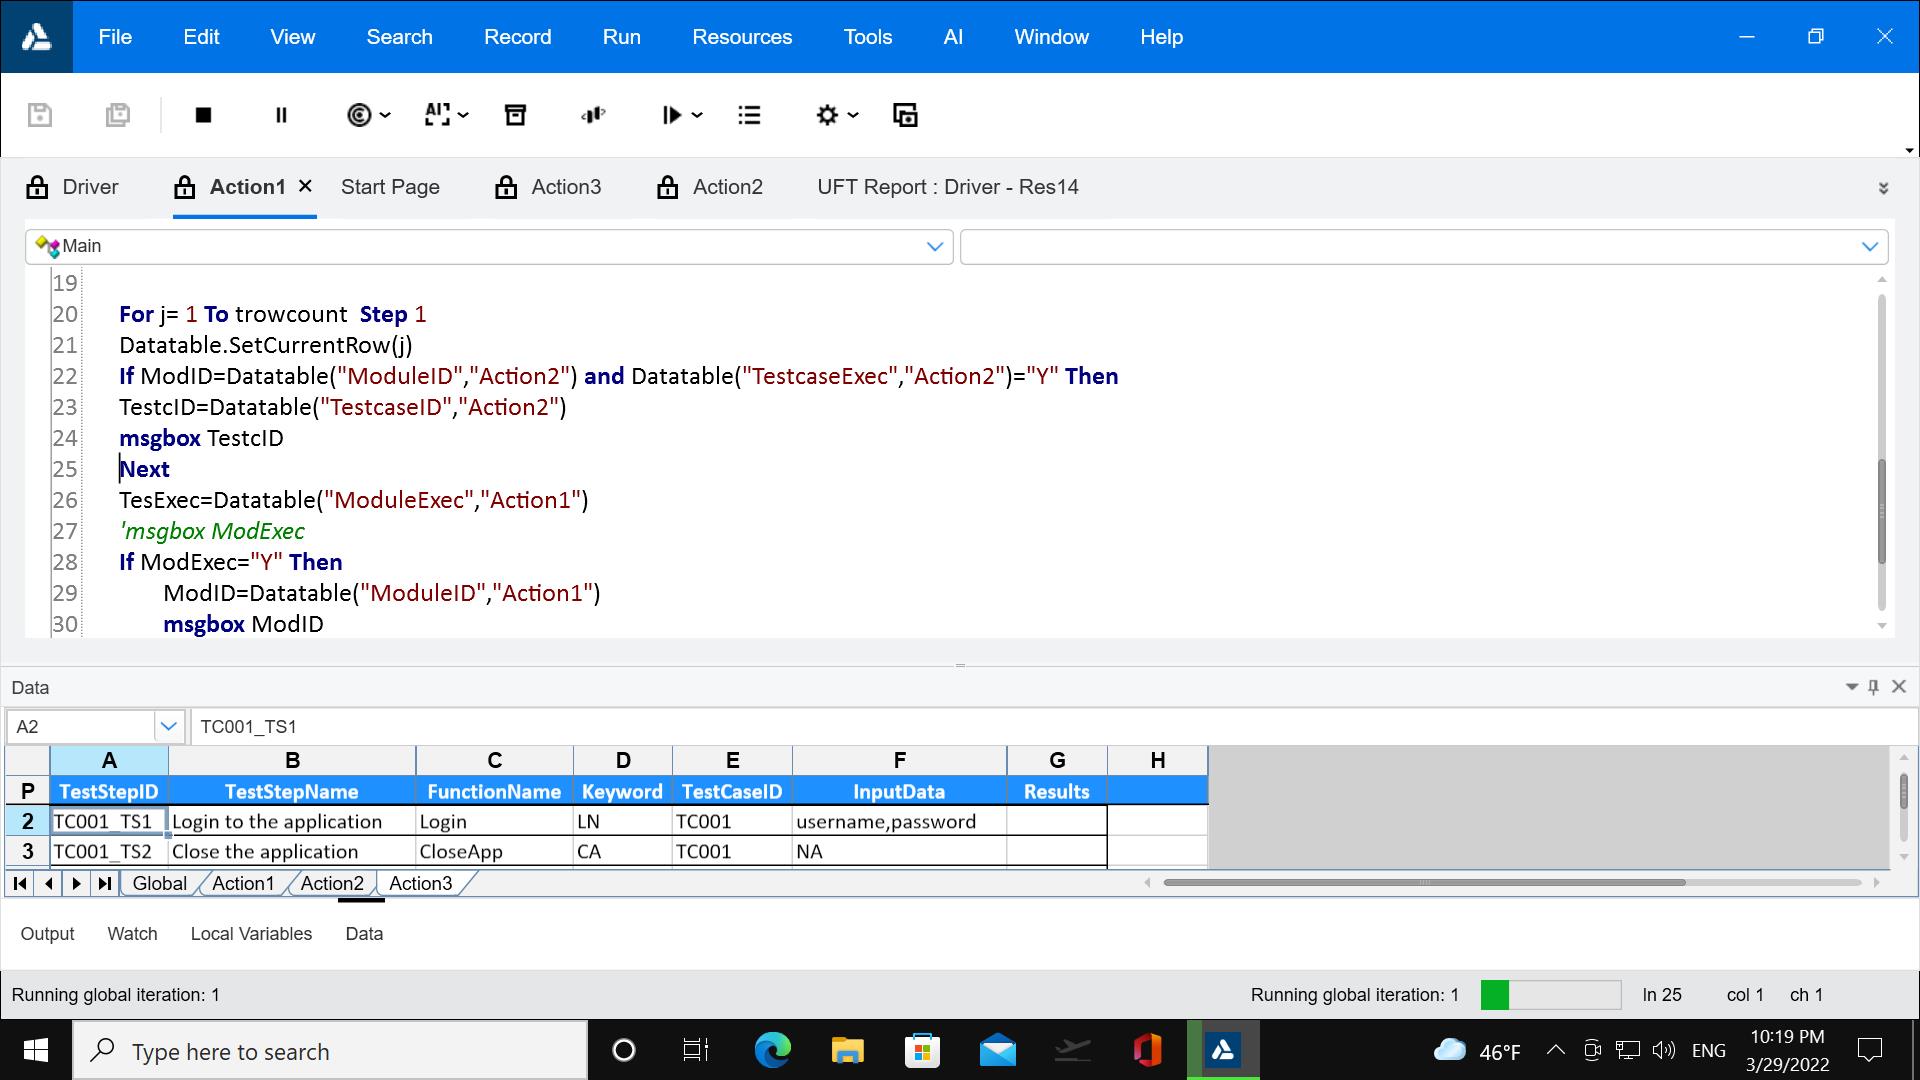 File Edit View Search Record Run Resources Tools AI Window Help
AI
Driver Action1 Start Page Action3 Action2 UFT Report : Driver - Res14
Main
19
20 For j= 1 To trowcount Step 1
21 Datatable.SetCurrentRow(j)
22 If ModID=Datatable("ModuleID","Action2") and Datatable("TestcaseExec","Action2")="Y" Then
23 TestcID=Datatable("TestcaseID","Action2")
24 msgbox TestcID
25 Next
26 TesExec=Datatable("ModuleExec","Action1")
27 'msgbox ModExec
28 If ModExec="Y" Then
29 ModID=Datatable("ModuleID","Action1")
30 msgbox ModID
Data
A2 TC001_TS1
A B C D E F G H
P TestStepID TestStepName FunctionName Keyword TestCaseID InputData Results
2 TC001_TS1 Login to the application Login LN TC001 username,password
3 TC001_TS2 Close the application CloseApp CA TC001 NA
Global Action1 Action2 Action3
Output Watch Local Variables Data
Running global iteration: 1 Running global iteration: 1 ln 25 col 1 ch 1
Type here to search 46°F ENG 10:19 PM
3/29/2022